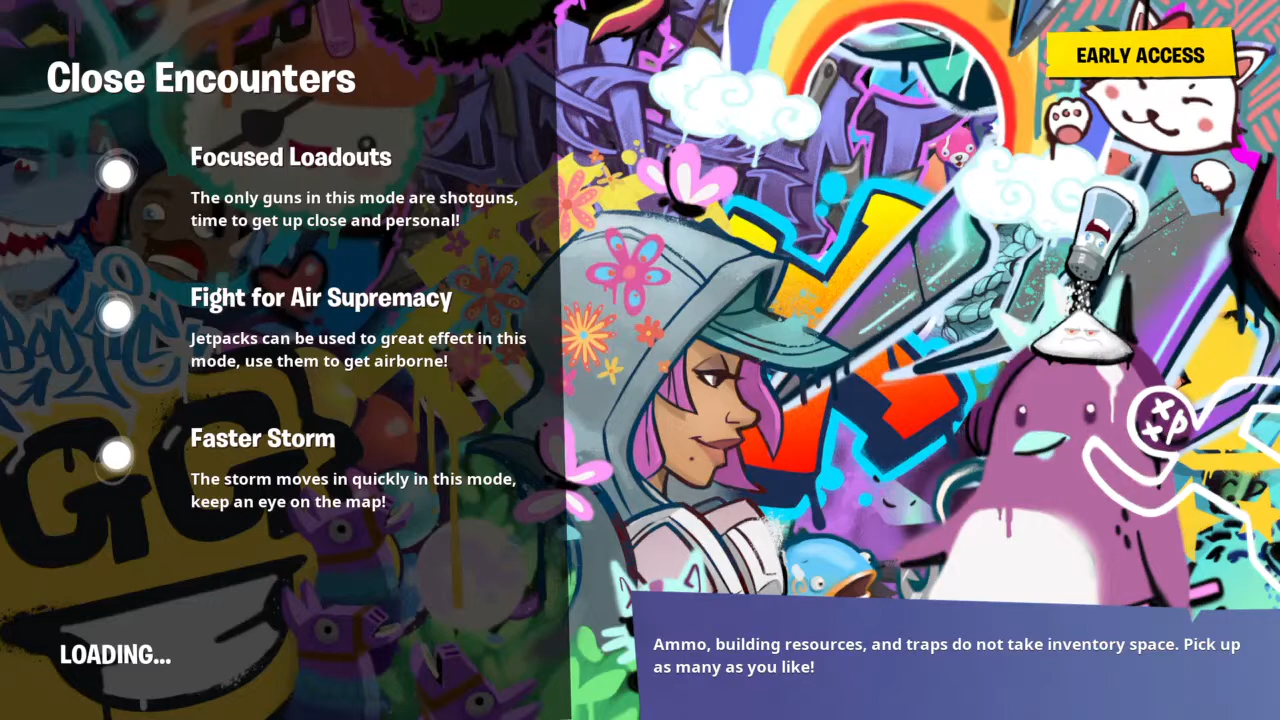 Close Encounters
EARLY ACCESS
Focused Loadouts
The only guns in this mode are shotguns,
time to get up close and personal!
Fight for Air Supremacy
Jetpacks can be used to great effect in this
mode, use them to get airborne!
Faster Storm
The storm moves in quickly in this mode,
keep an eye on the map!
GG
xp
LOADING...
Ammo, building resources, and traps do not take inventory space. Pick up
as many as you like!